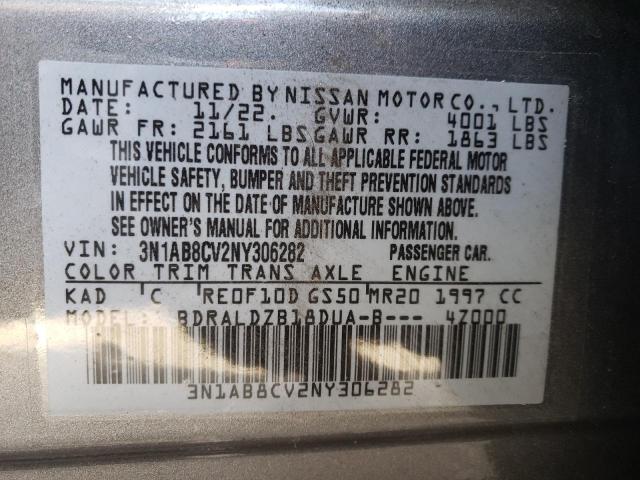 MANUFACTURED BY NISSAN MOTOR CO., LTD.
DATE: 11/22. GVWR: 4001 LBS
GAWR FR: 2161 LBS GAWR RR: 1863 LBS
THIS VEHICLE CONFORMS TO ALL APPLICABLE FEDERAL MOTOR
VEHICLE SAFETY, BUMPER AND THEFT PREVENTION STANDARDS
IN EFFECT ON THE DATE OF MANUFACTURE SHOWN ABOVE.
SEE OWNER'S MANUAL FOR ADDITIONAL INFORMATION.
VIN: 3N1AB8CV2NY306282 PASSENGER CAR.
COLOR TRIM TRANS AXLE ENGINE
KAD C RE0F10D GS50 MR20 1997 CC
MODEL: BDRALDZB18DUA-B--- 4Z000
3N1AB8CV2NY306282